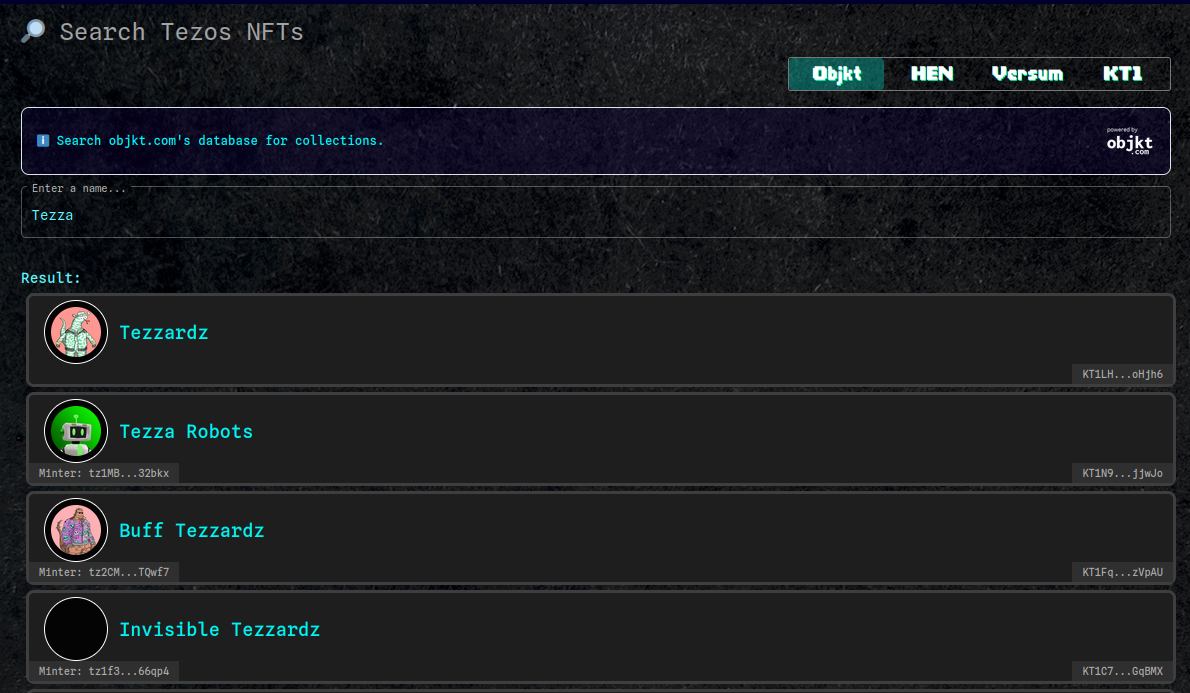 Search Tezos NFTs
Objkt HEN Versum KT1
Search objkt.com's database for collections.
powered by
objkt
.com
Enter a name...
Tezza
Result:
Tezzardz
KT1LH...oHjh6
Tezza Robots
Minter: tz1MB...32bkx
KT1N9...jjwJo
Buff Tezzardz
Minter: tz2CM...TQwf7
KT1Fq...zVpAU
Invisible Tezzardz
Minter: tz1f3...66qp4
KT1C7...GqBMX